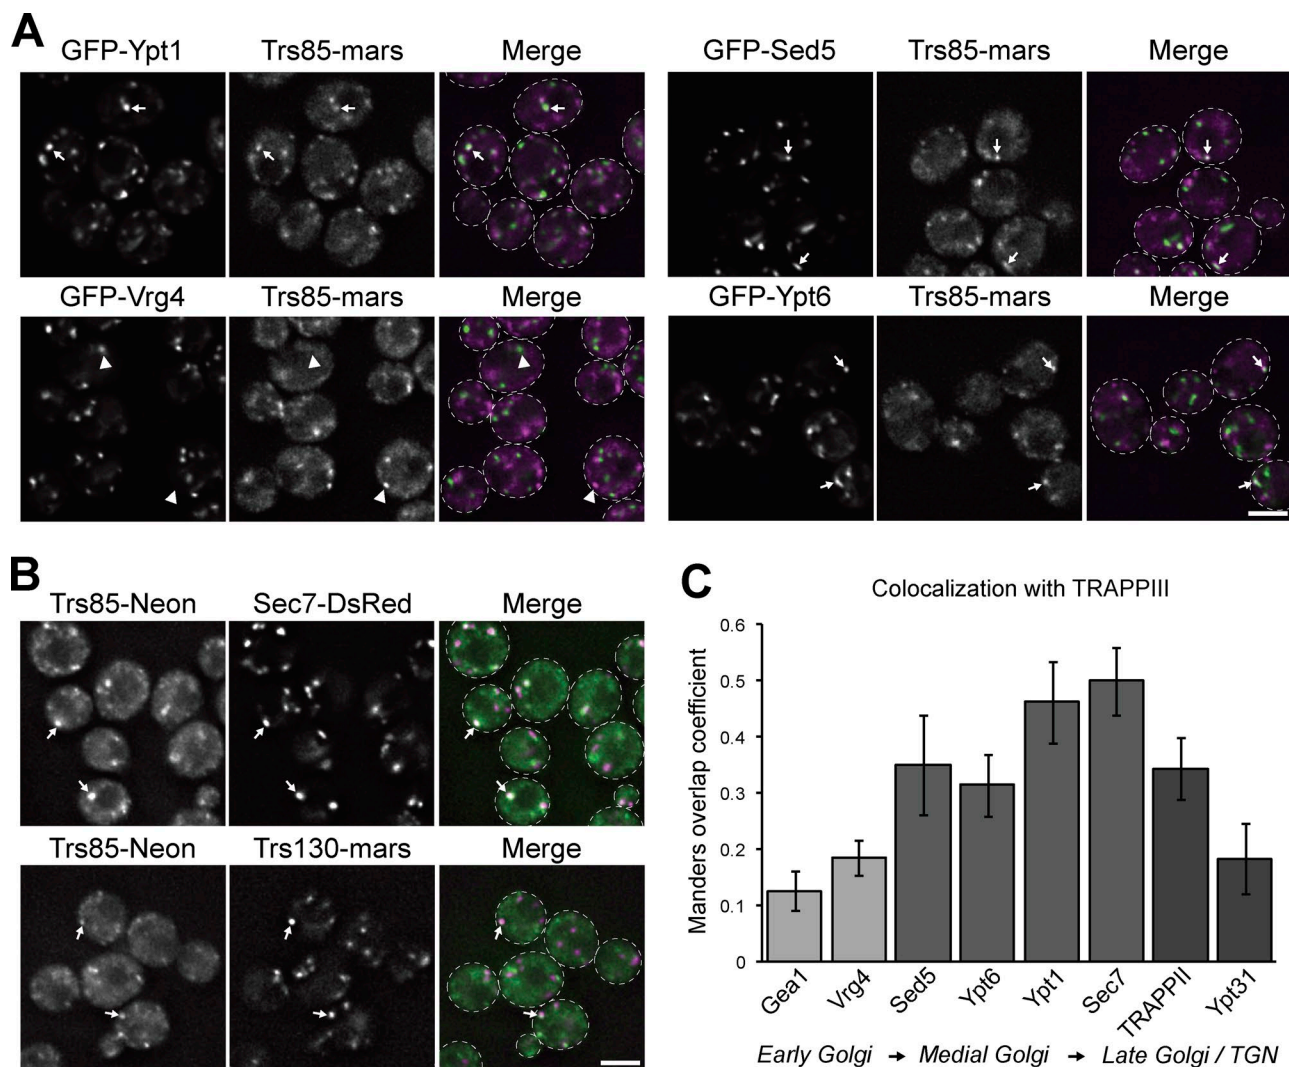 A
GFP-Ypt1 Trs85-mars Merge GFP-Sed5 Trs85-mars Merge
GFP-Vrg4 Trs85-mars Merge GFP-Ypt6 Trs85-mars Merge
B
Trs85-Neon Sec7-DsRed Merge
Trs85-Neon Trs130-mars Merge
C
Colocalization with TRAPPIII
Manders overlap coefficient
0.6
0.5
0.4
0.3
0.2
0.1
0
Gea1 Vrg4 Sed5 Ypt6 Ypt1 Sec7 TRAPPII Ypt31
Early Golgi → Medial Golgi → Late Golgi / TGN